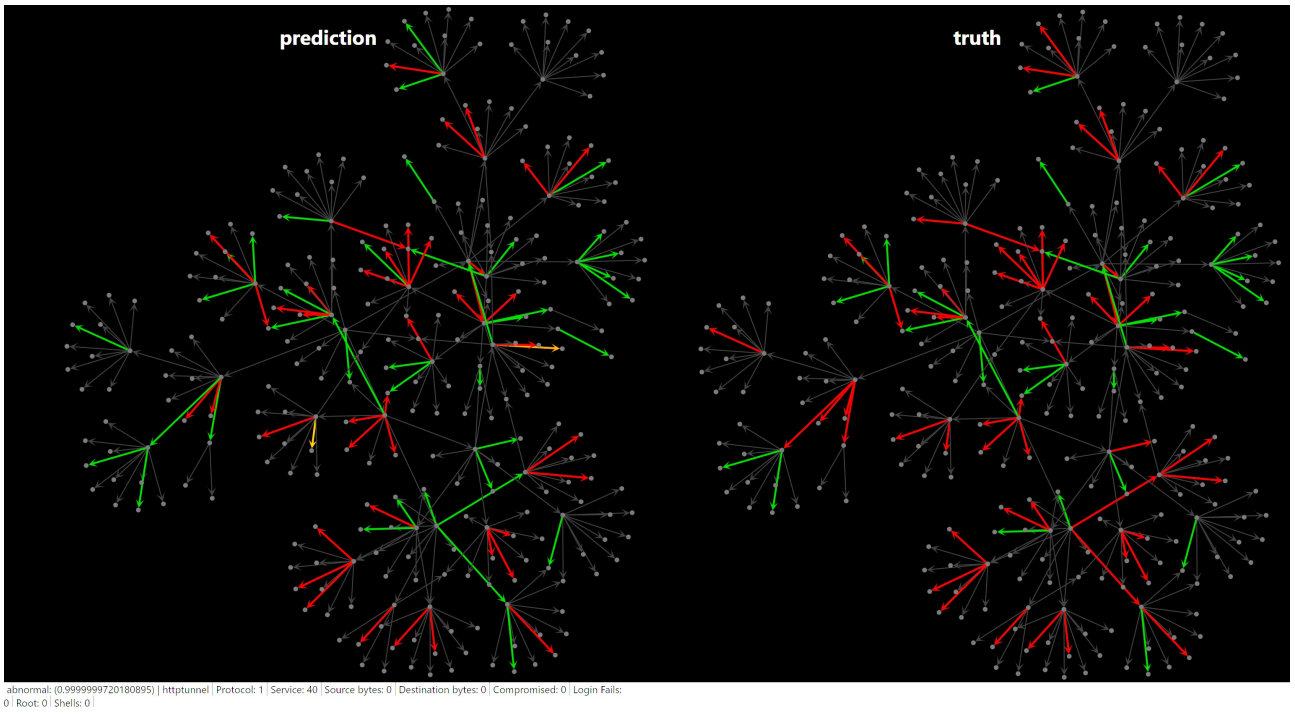 prediction
truth
abnormal: (0.9999999720180895) | httptunnel | Protocol: 1 | Service: 40 | Source bytes: 0 | Destination bytes: 0 | Compromised: 0 | Login Fails:
0 | Root: 0 | Shells: 0 |